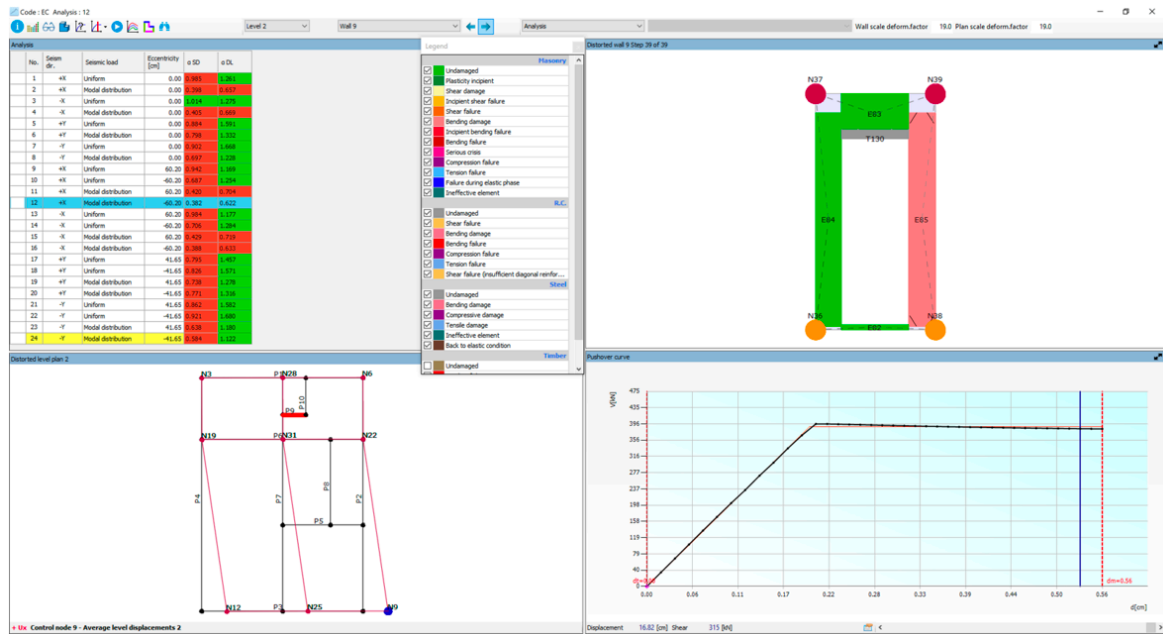 Code : EC Analysis : 12
Level 2
Wall 9
Analysis
Wall scale deform.factor 19.0 Plan scale deform.factor 19.0
Analysis
No. Seism dir. Seismic load Eccentricity [cm] α SD α DL
1 +X Uniform 0.00 0.985 1.261
2 +X Modal distribution 0.00 0.398 0.657
3 -X Uniform 0.00 1.014 1.275
4 -X Modal distribution 0.00 0.405 0.669
5 +Y Uniform 0.00 0.884 1.591
6 +Y Modal distribution 0.00 0.798 1.332
7 -Y Uniform 0.00 0.902 1.668
8 -Y Modal distribution 0.00 0.697 1.228
9 +X Uniform 60.20 0.942 1.169
10 +X Uniform -60.20 0.687 1.254
11 +X Modal distribution 60.20 0.420 0.704
12 +X Modal distribution -60.20 0.382 0.622
13 -X Uniform 60.20 0.984 1.177
14 -X Uniform -60.20 0.706 1.284
15 -X Modal distribution 60.20 0.429 0.719
16 -X Modal distribution -60.20 0.388 0.633
17 +Y Uniform 41.65 0.795 1.457
18 +Y Uniform -41.65 0.826 1.571
19 +Y Modal distribution 41.65 0.738 1.278
20 +Y Modal distribution -41.65 0.771 1.336
21 -Y Uniform 41.65 0.862 1.582
22 -Y Uniform -41.65 0.921 1.680
23 -Y Modal distribution 41.65 0.638 1.180
24 -Y Modal distribution -41.65 0.584 1.122
Legend
Masonry
Undamaged
Plasticity incipient
Shear damage
Incipient shear failure
Shear failure
Bending damage
Incipient bending failure
Bending failure
Serious crisis
Compression failure
Tension failure
Failure during elastic phase
Ineffective element
R.C.
Undamaged
Shear failure
Bending damage
Bending failure
Compression failure
Tension failure
Shear failure (insufficient diagonal reinfor...
Steel
Undamaged
Bending damage
Compressive damage
Tensile damage
Ineffective element
Back to elastic condition
Timber
Undamaged
Distorted wall 9 Step 39 of 39
N37 N39
E83
T130
E84 E85
N36 N38
E82
Distorted level plan 2
N3 N28 N6
P10
P9
N19 P6 N31 N22
P4 P7 P8 P2
P5
N12 P3 N25 N9
+ Ux Control node 9 - Average level displacements 2
Pushover curve
V[kN]
475
435
396
356
316
277
237
198
158
119
79
40
0
dm=0.56
0.00 0.06 0.11 0.17 0.22 0.28 0.33 0.39 0.44 0.50 0.56
d[cm]
Displacement 16.82 [cm] Shear 315 [kN]